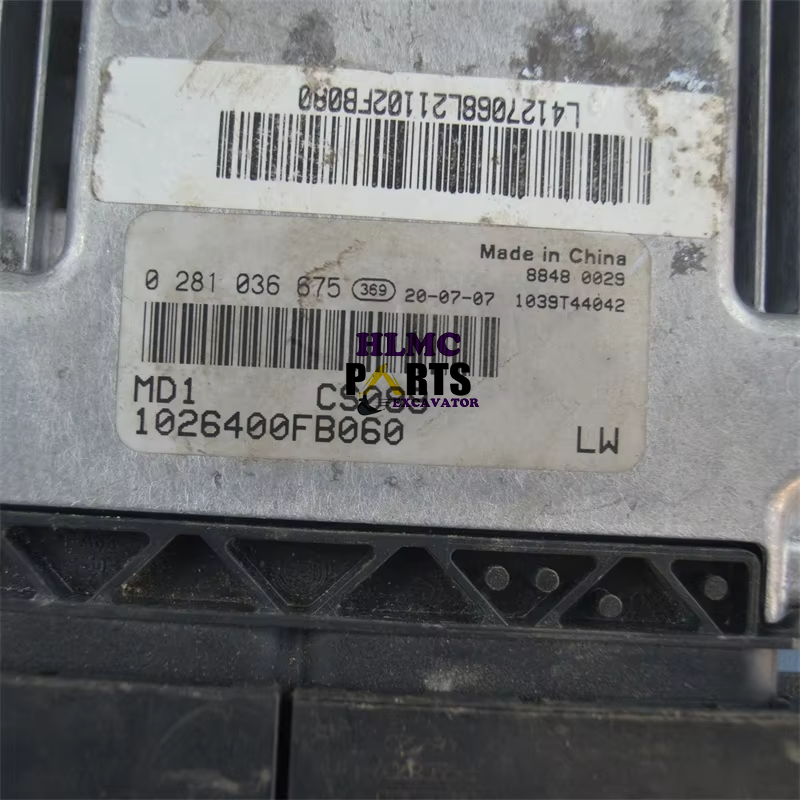 L4127068L21102FB080
Made in China
8848 0029
0 281 036 675 369 20-07-07 1039T44042
HLMC
PARTS
EXCAVATOR
MD1
1026400FB060
LW